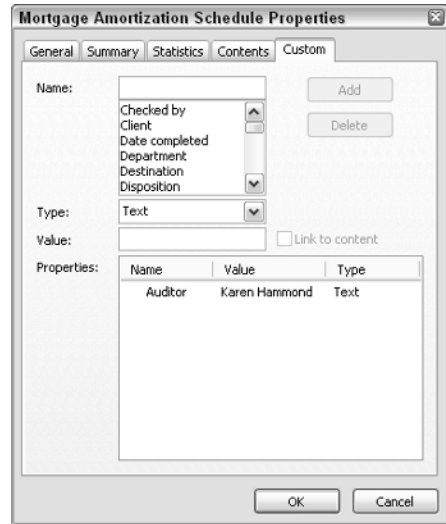 Mortgage Amortization Schedule Properties
General Summary Statistics Contents Custom
Name:
Add
Checked by
Client
Delete
Date completed
Department
Destination
Disposition
Type: Text
Value: Link to content
Properties: Name Value Type
Auditor Karen Hammond Text
OK Cancel